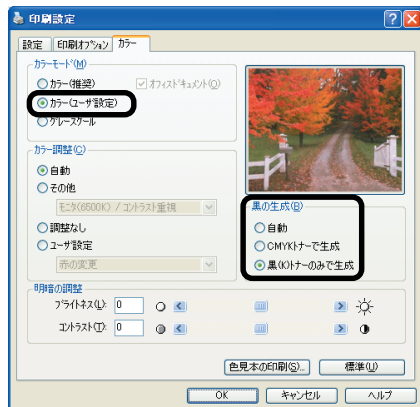 印刷設定
設定 印刷オプション カラー
カラーモード(M)
カラー(推奨) オフィスドキュメント(O)
カラー(ユーザ設定)
グレースケール
カラー調整(C)
自動
その他
モニタ(6500K) / コントラスト重視
調整なし
ユーザ設定
赤の変更
黒の生成(B)
自動
CMYKトナーで生成
黒(K)トナーのみで生成
明暗の調整
ブライトネス(L): 0
コントラスト(T): 0
色見本の印刷(S)... 標準(U)
OK キャンセル ヘルプ